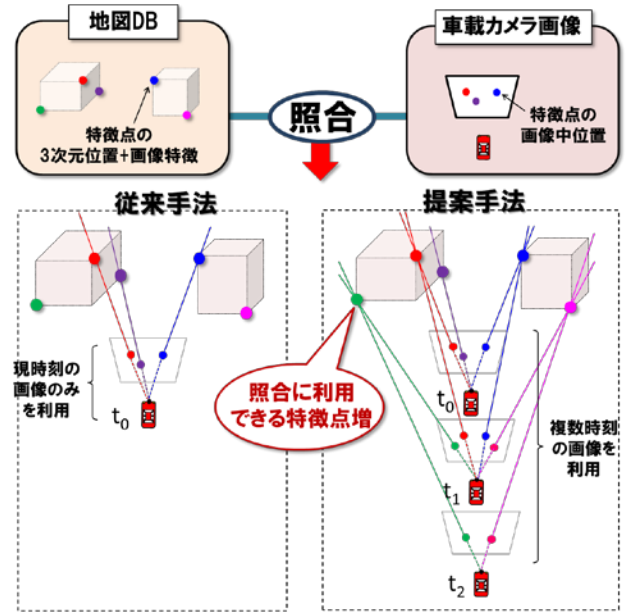 地図DB
車載カメラ画像
特徴点の
3次元位置+画像特徴
照合
特徴点の
画像中位置
従来手法
提案手法
現時刻の
画像のみ
を利用
t0
照合に利用
できる特徴点増
t0
t1
t2
複数時刻
の画像を
利用